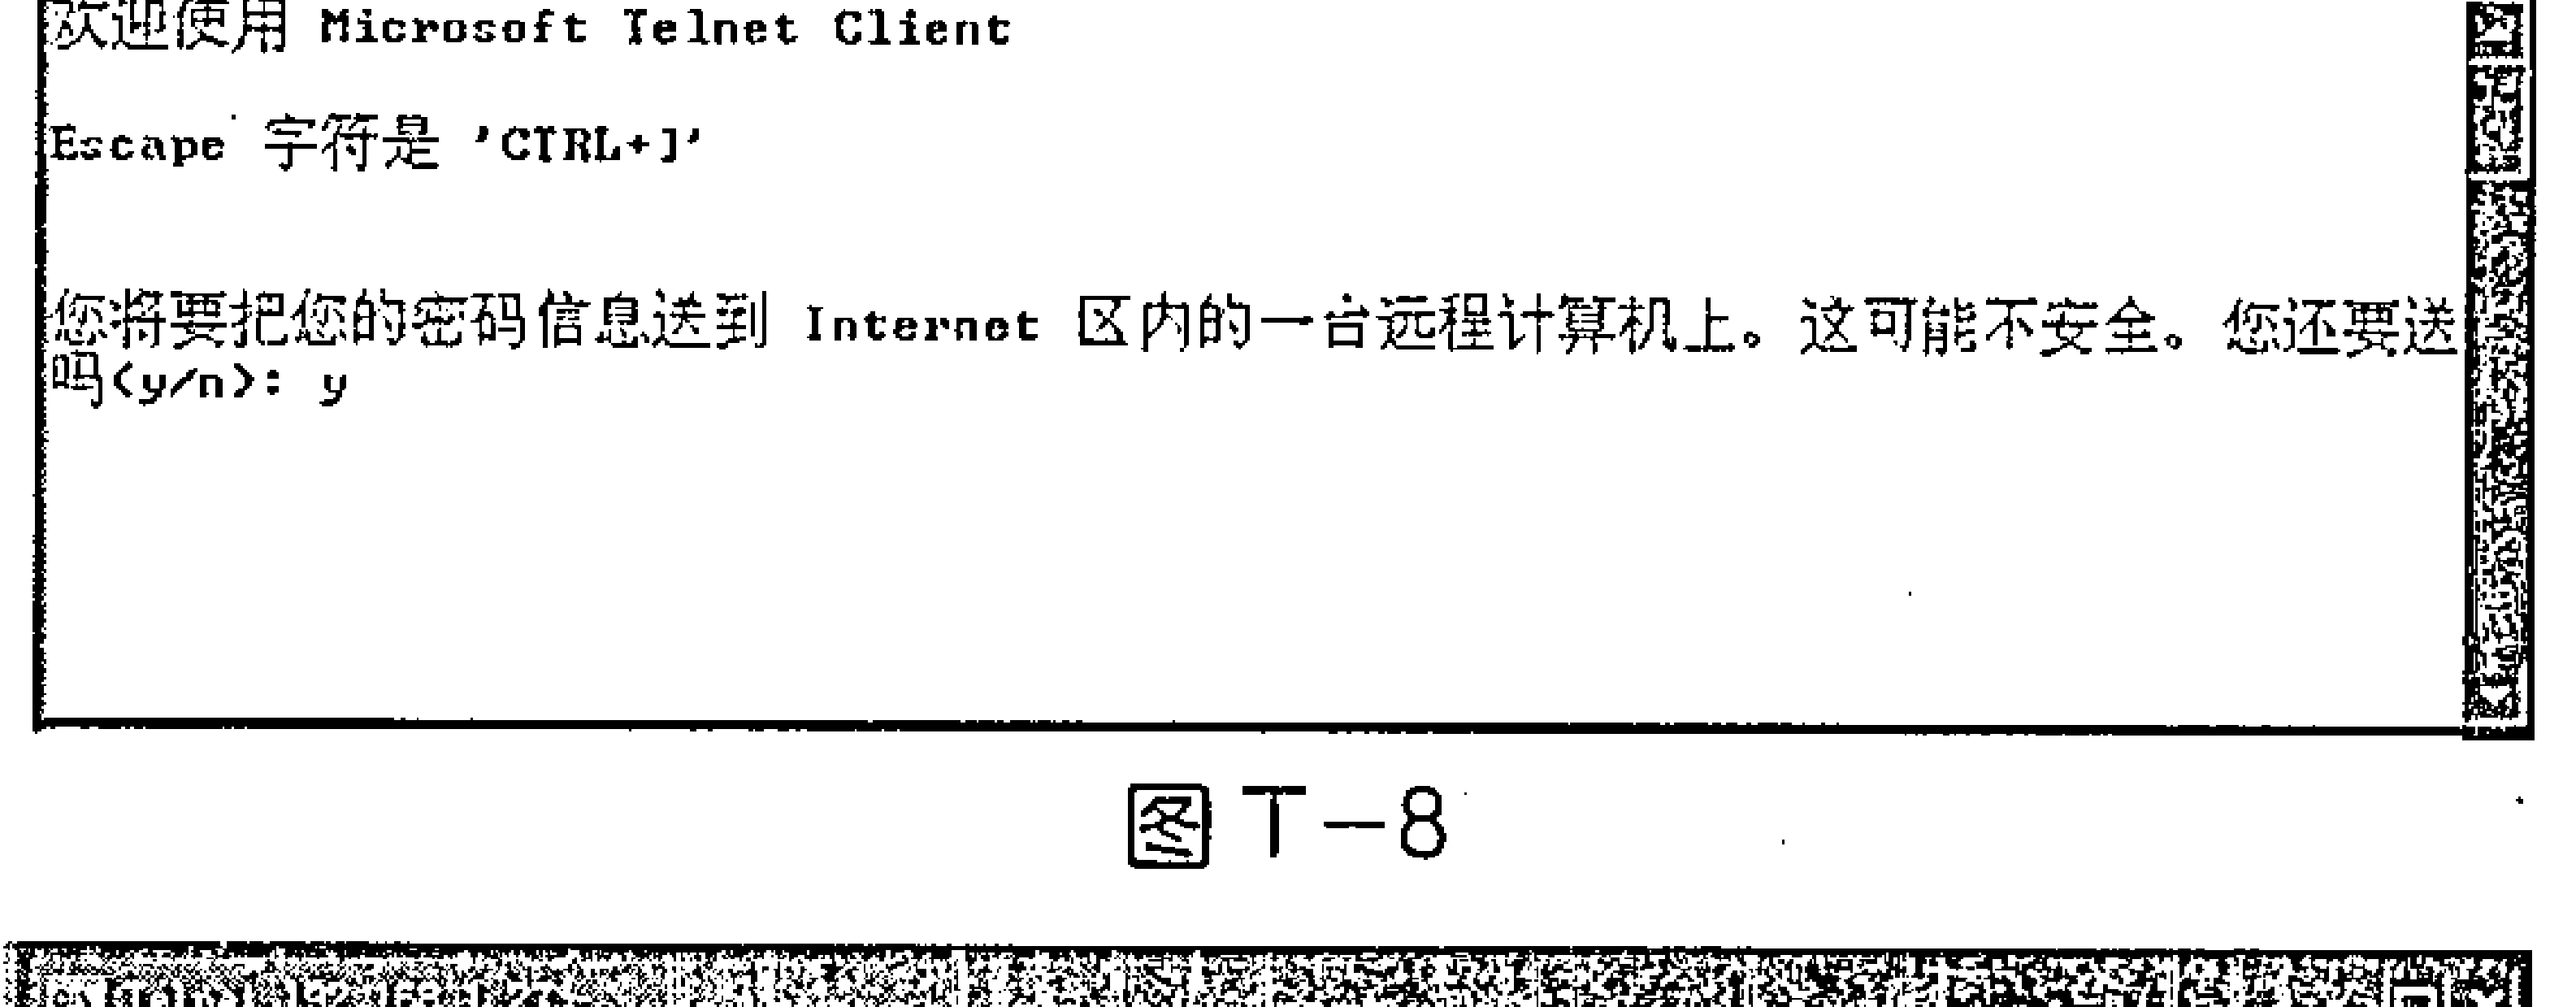 欢迎使用 Microsoft Telnet Client
Escape 字符是 'CTRL+]'
您将要把您的密码信息送到 Internet 区内的一台远程计算机上。这可能不安全。您还要送
吗(y/n): y
图 T-8